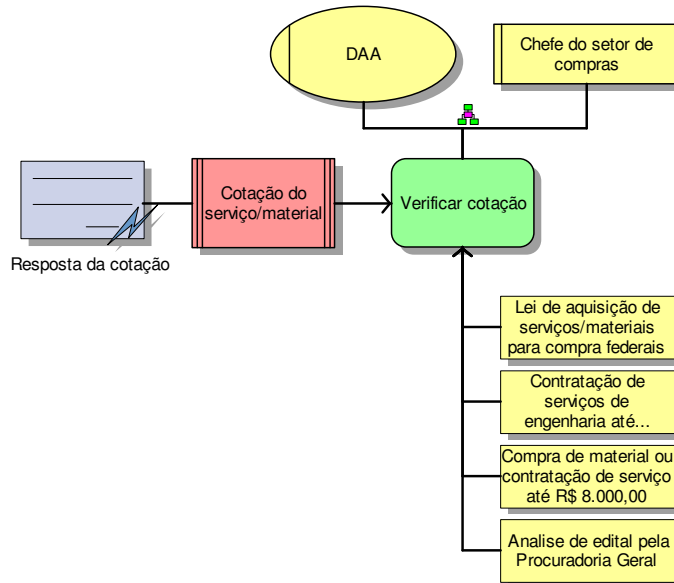 DAA
Chefe do setor de
compras
Cotação do
serviço/material
Verificar cotação
Resposta da cotação
Lei de aquisição de
serviços/materiais
para compra federais
Contratação de
serviços de
engenharia até...
Compra de material ou
contratação de serviço
até R$ 8.000,00
Analise de edital pela
Procuradoria Geral